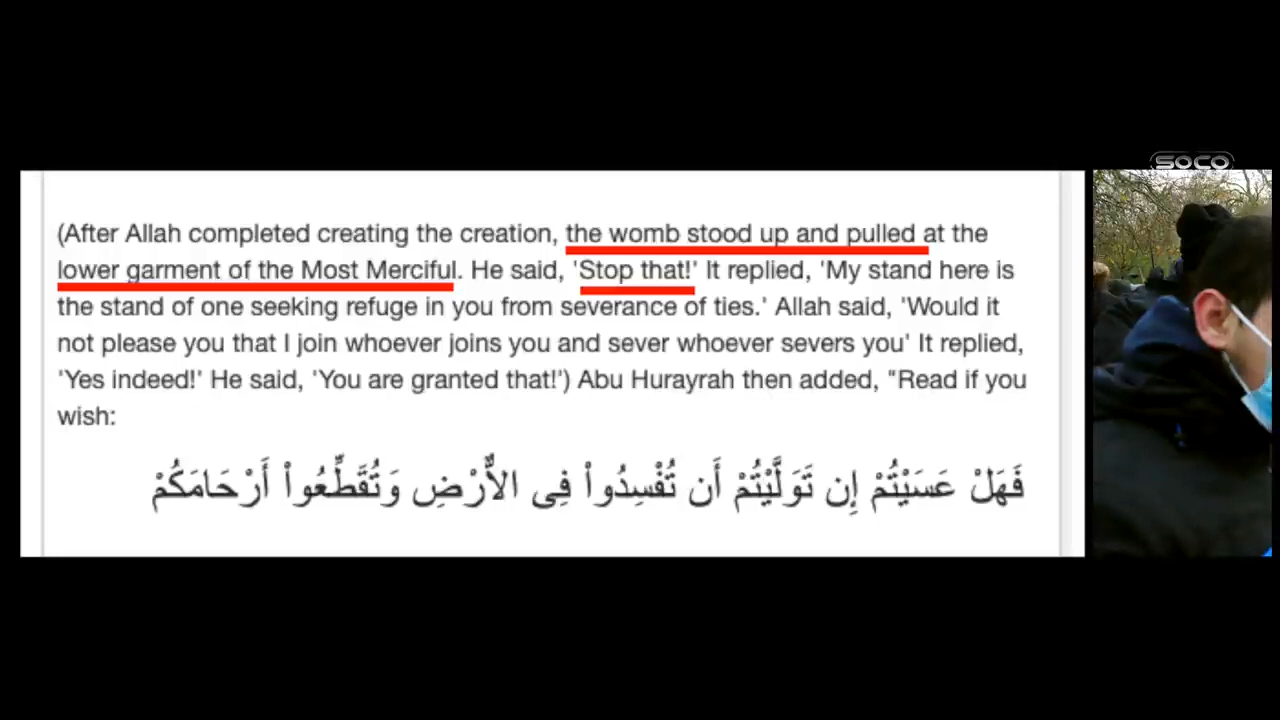 SOCO
(After Allah completed creating the creation, the womb stood up and pulled at the
lower garment of the Most Merciful. He said, 'Stop that!' It replied, 'My stand here is
the stand of one seeking refuge in you from severance of ties.' Allah said, 'Would it
not please you that I join whoever joins you and sever whoever severs you' It replied,
'Yes indeed!' He said, 'You are granted that!') Abu Hurayrah then added, "Read if you
wish:
فَهَلْ عَسَيْتُمْ إِن تَوَلَّيْتُمْ أَن تُفْسِدُواْ فِى الاٌّرْضِ وَتُقَطِّعُواْ أَرْحَامَكُمْ